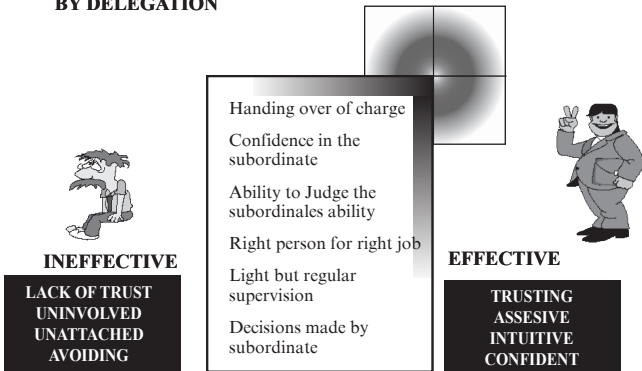 BY DELEGATION
Handing over of charge
Confidence in the
subordinate
Ability to Judge the
subordinales ability
Right person for right job
Light but regular
supervision
Decisions made by
subordinate
INEFFECTIVE
LACK OF TRUST
UNINVOLVED
UNATTACHED
AVOIDING
EFFECTIVE
TRUSTING
ASSESIVE
INTUITIVE
CONFIDENT